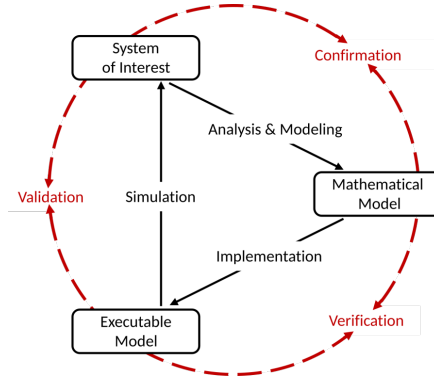 System
of Interest
Confirmation
Analysis & Modeling
Mathematical
Model
Validation
Simulation
Implementation
Executable
Model
Verification